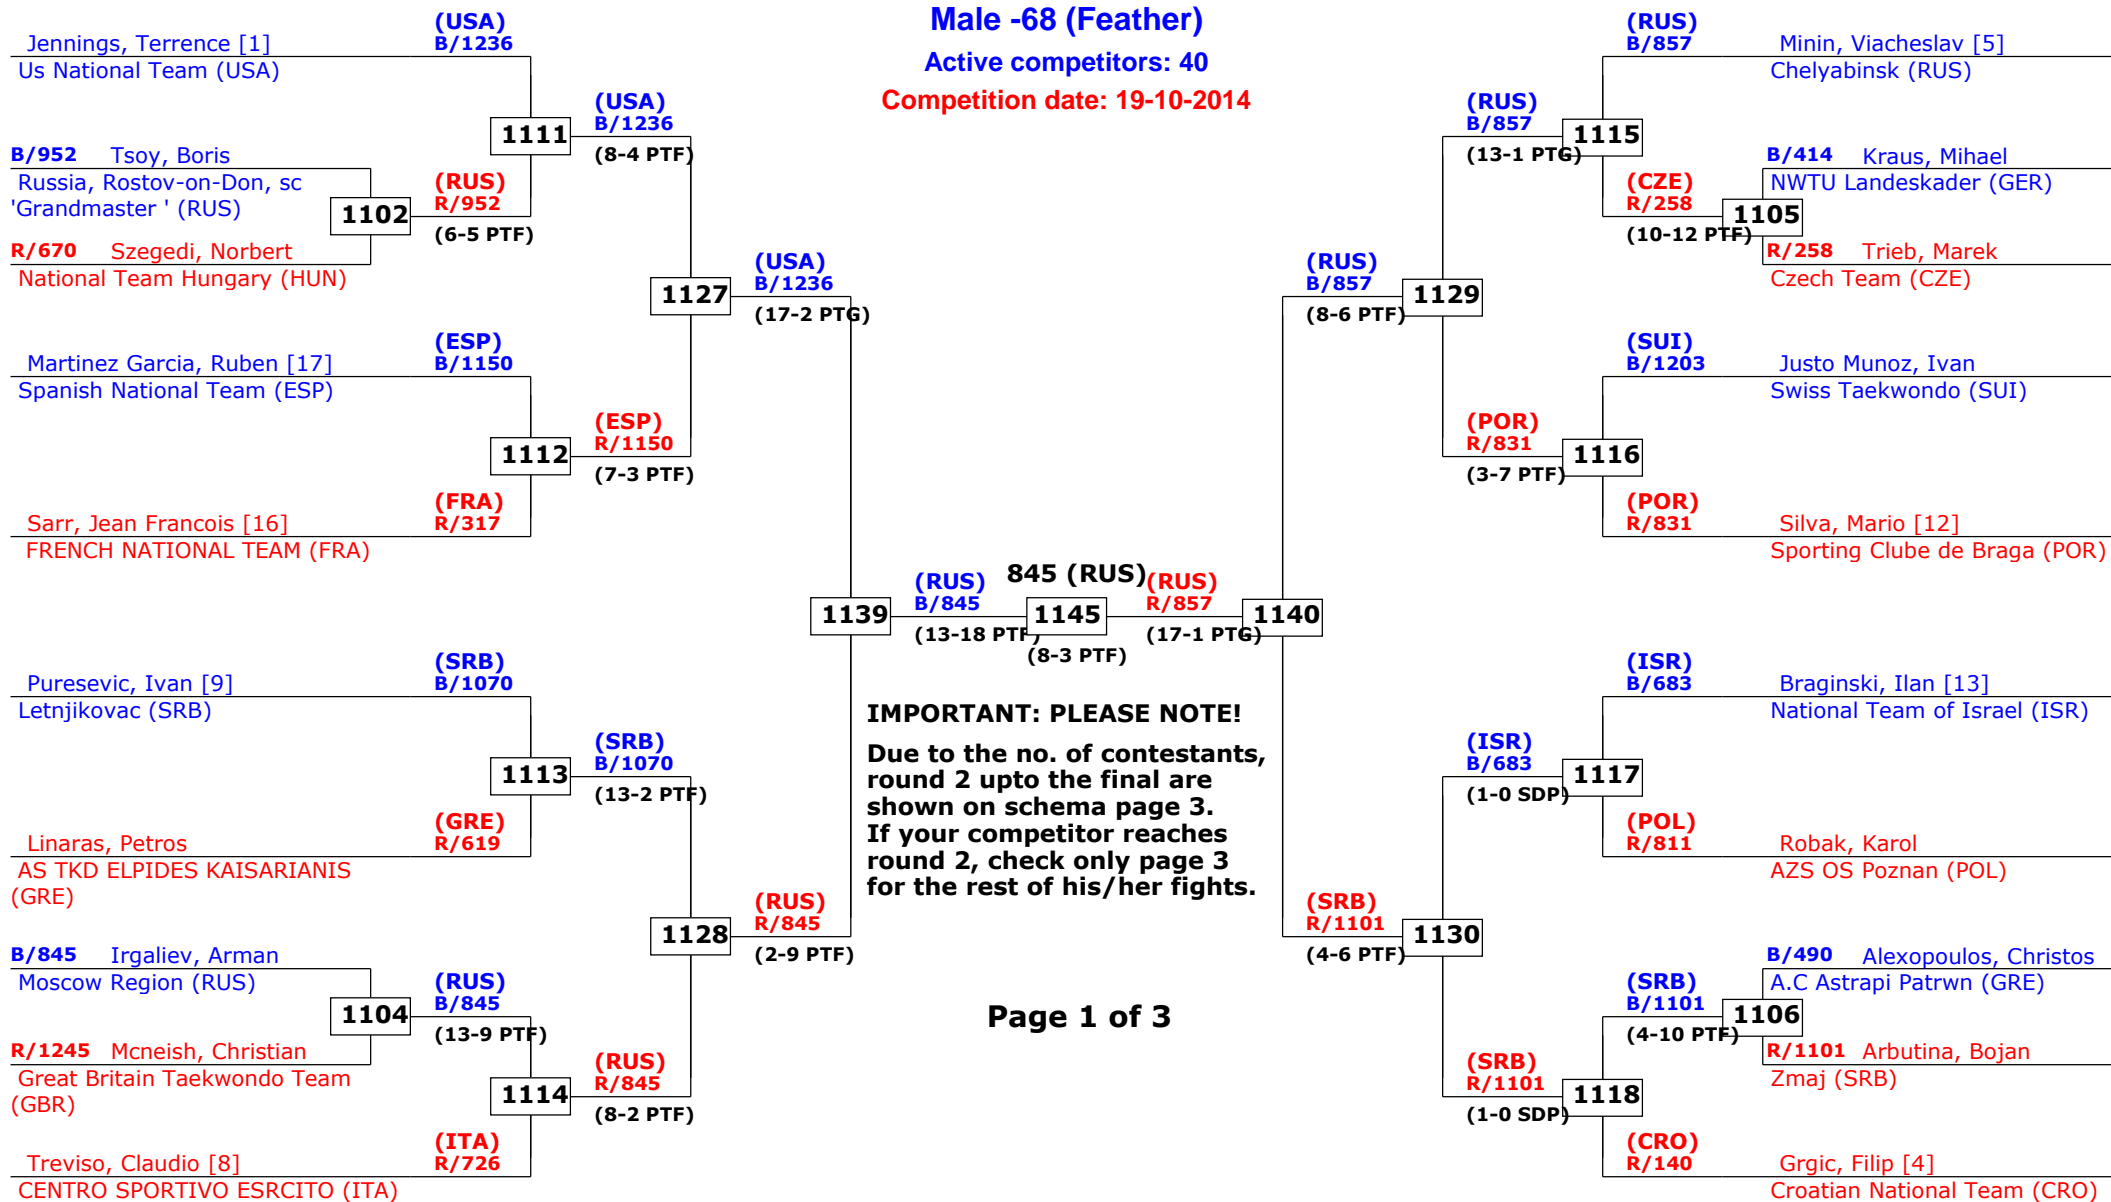 Male -68 (Feather)
Active competitors: 40
Competition date: 19-10-2014
(USA)
B/1236
Jennings, Terrence [1]
Us National Team (USA)
1111
(USA)
B/1236
(8-4 PTF)
B/952 Tsoy, Boris
Russia, Rostov-on-Don, sc
'Grandmaster ' (RUS)
1102
(RUS)
R/952
(6-5 PTF)
R/670 Szegedi, Norbert
National Team Hungary (HUN)
1127
(USA)
B/1236
(17-2 PTG)
(ESP)
B/1150
Martinez Garcia, Ruben [17]
Spanish National Team (ESP)
1112
(ESP)
R/1150
(7-3 PTF)
(FRA)
R/317
Sarr, Jean Francois [16]
FRENCH NATIONAL TEAM (FRA)
1139
(RUS)
B/845
(13-18 PTF)
845 (RUS)
1145
(8-3 PTF)
(RUS)
R/857
(17-1 PTG)
1140
(SRB)
B/1070
Puresevic, Ivan [9]
Letnjikovac (SRB)
1113
(SRB)
B/1070
(13-2 PTF)
(GRE)
R/619
Linaras, Petros
AS TKD ELPIDES KAISARIANIS
(GRE)
1128
(RUS)
R/845
(2-9 PTF)
B/845 Irgaliev, Arman
Moscow Region (RUS)
1104
(RUS)
B/845
(13-9 PTF)
R/1245 Mcneish, Christian
Great Britain Taekwondo Team
(GBR)
1114
(RUS)
R/845
(8-2 PTF)
(ITA)
R/726
Treviso, Claudio [8]
CENTRO SPORTIVO ESRCITO (ITA)
IMPORTANT: PLEASE NOTE!
Due to the no. of contestants,
round 2 upto the final are
shown on schema page 3.
If your competitor reaches
round 2, check only page 3
for the rest of his/her fights.
Page 1 of 3
(RUS)
B/857
Minin, Viacheslav [5]
Chelyabinsk (RUS)
(RUS)
B/857
(13-1 PTG)
1115
B/414 Kraus, Mihael
NWTU Landeskader (GER)
(CZE)
R/258
(10-12 PTF)
1105
R/258 Trieb, Marek
Czech Team (CZE)
(RUS)
B/857
(8-6 PTF)
1129
(SUI)
B/1203
Justo Munoz, Ivan
Swiss Taekwondo (SUI)
(POR)
R/831
(3-7 PTF)
1116
(POR)
R/831
Silva, Mario [12]
Sporting Clube de Braga (POR)
(ISR)
B/683
Braginski, Ilan [13]
National Team of Israel (ISR)
(ISR)
B/683
(1-0 SDP)
1117
(POL)
R/811
Robak, Karol
AZS OS Poznan (POL)
(SRB)
R/1101
(4-6 PTF)
1130
B/490 Alexopoulos, Christos
A.C Astrapi Patrwn (GRE)
(SRB)
B/1101
(4-10 PTF)
1106
R/1101 Arbutina, Bojan
Zmaj (SRB)
(SRB)
R/1101
(1-0 SDP)
1118
(CRO)
R/140
Grgic, Filip [4]
Croatian National Team (CRO)